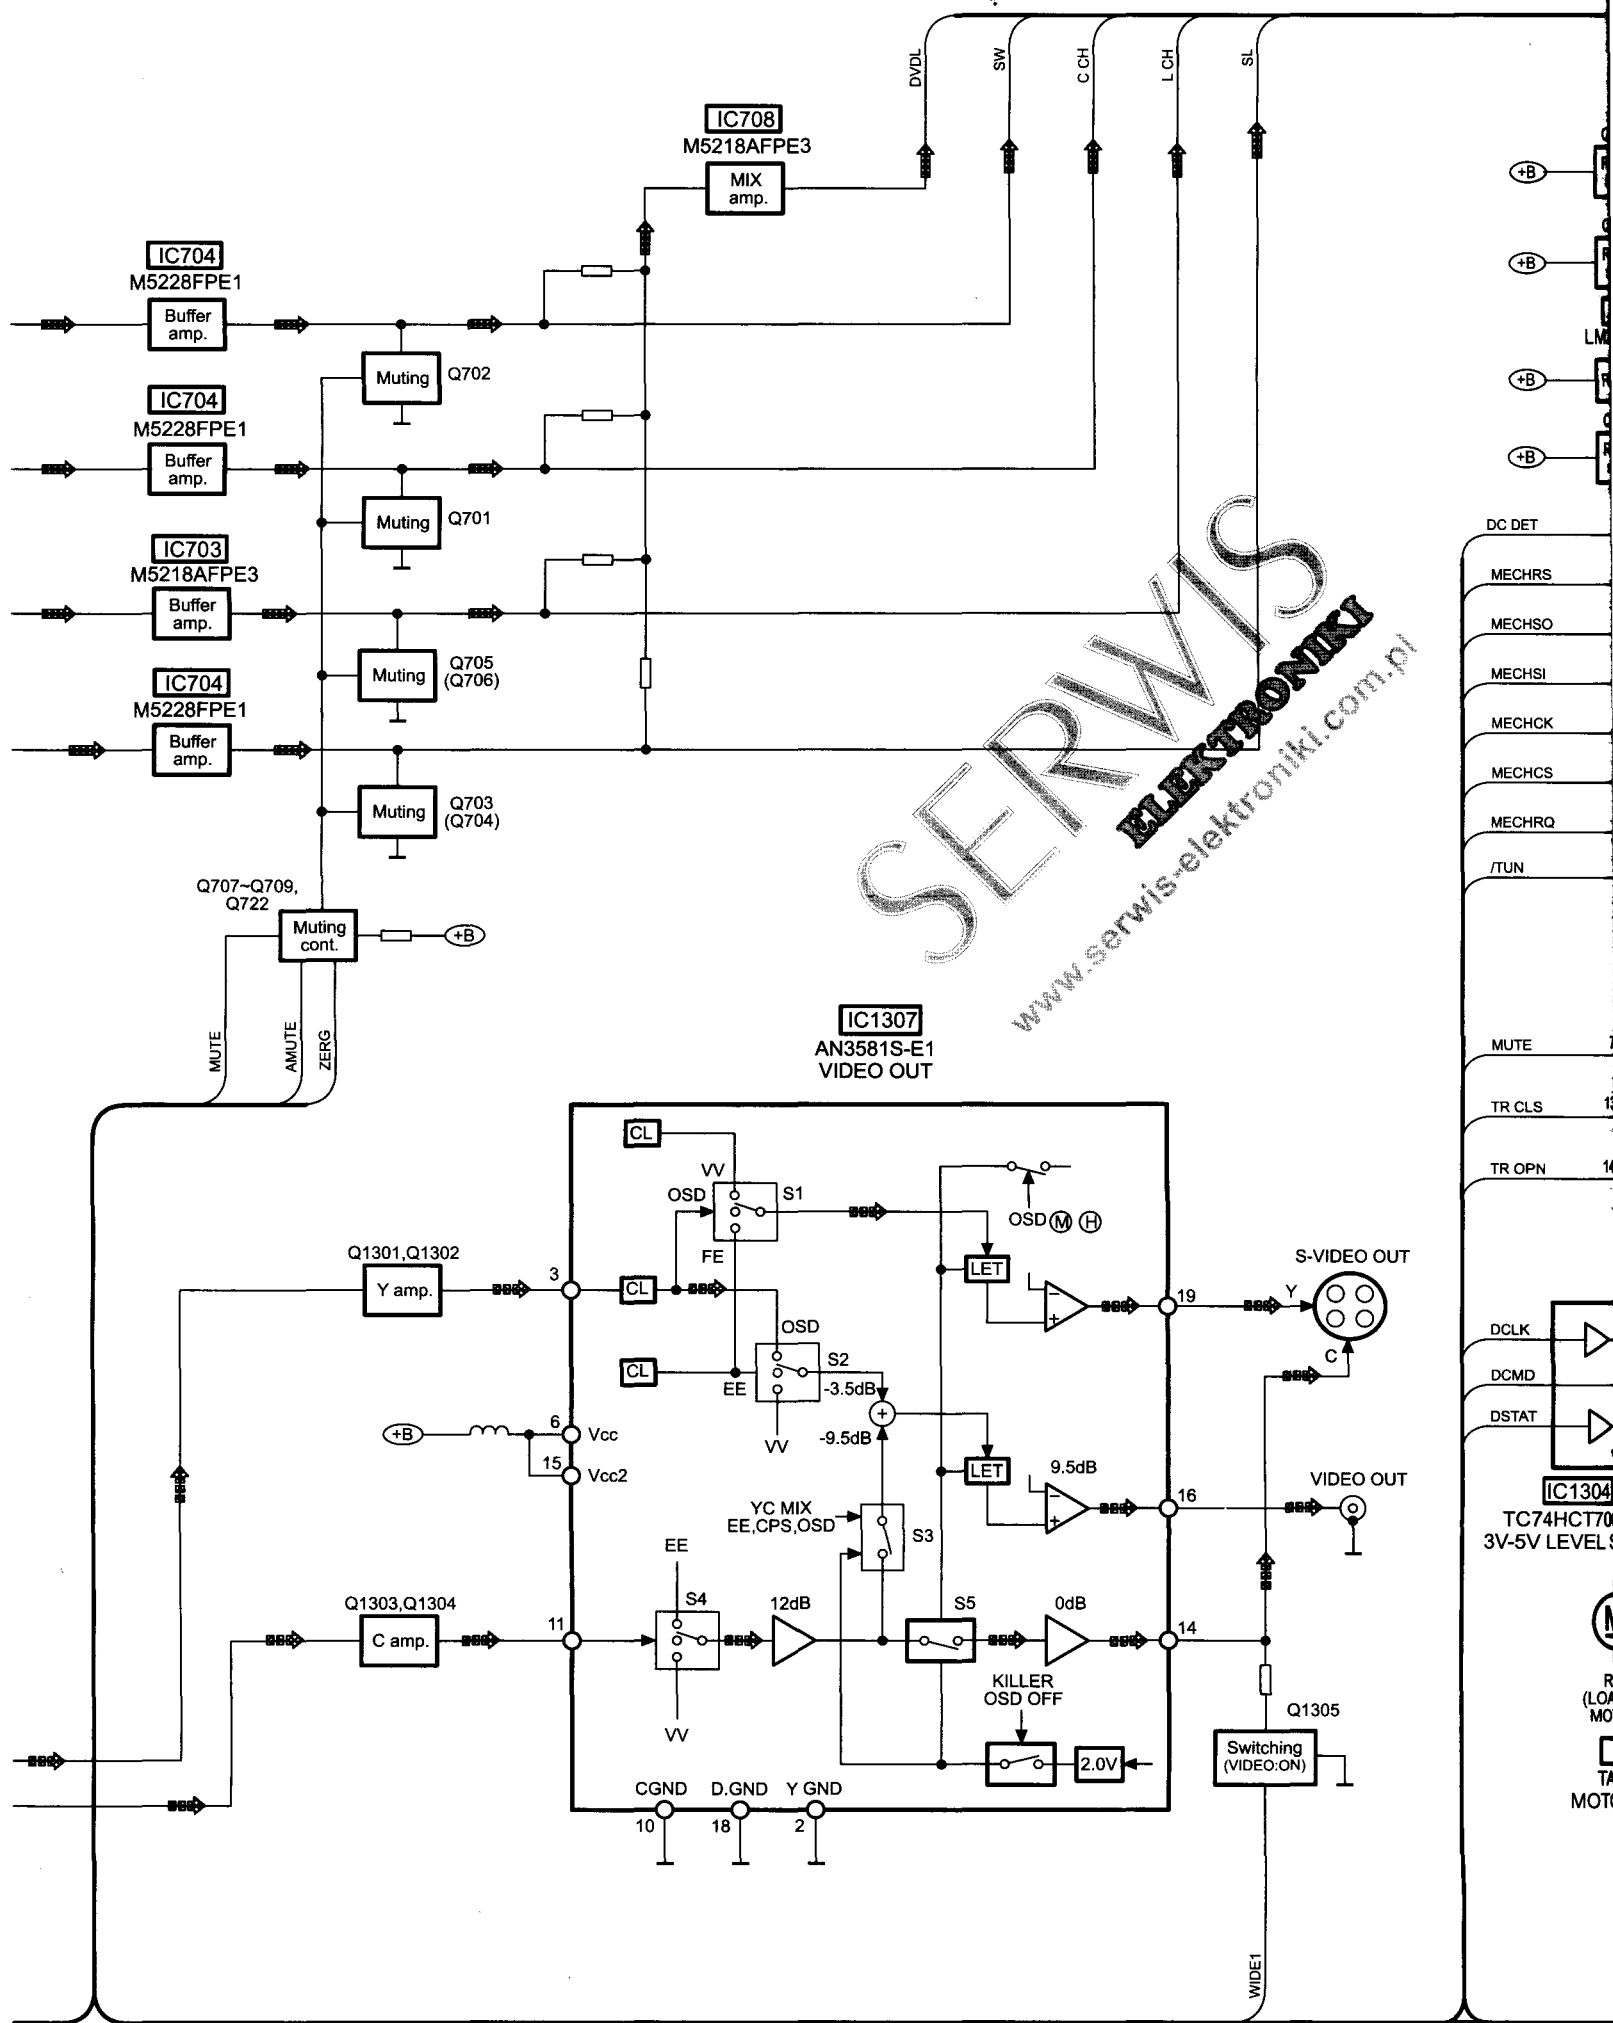 DVDL
SW
C CH
L CH
SL
IC708
M5218AFPE3
MIX
amp.
+B
IC704
M5228FPE1
Buffer
amp.
+B
Muting
Q702
+B
IC704
M5228FPE1
Buffer
amp.
+B
Muting
Q701
DC DET
IC703
M5218AFPE3
Buffer
amp.
MECHRS
MECHSO
Muting
Q705
(Q706)
MECHSI
IC704
M5228FPE1
Buffer
amp.
MECHCK
MECHCS
Muting
Q703
(Q704)
MECHRQ
/TUN
Q707~Q709,
Q722
Muting
cont.
+B
SERWIS
ELEKTRONIKI
www.serwis-elektroniki.com.pl
MUTE
AMUTE
ZERG
IC1307
AN3581S-E1
VIDEO OUT
MUTE
TR CLS
TR OPN
CL
VV
OSD
S1
FE
OSD M H
LET
Q1301,Q1302
Y amp.
3
CL
-
+
19
S-VIDEO OUT
Y
C
OSD
S2
CL
EE
-3.5dB
+
-9.5dB
VV
DCLK
DCMD
DSTAT
+B
6
Vcc
15
Vcc2
LET
9.5dB
-
+
16
VIDEO OUT
IC1304
3V-5V LEVEL
YC MIX
EE,CPS,OSD
S3
EE
S4
12dB
S5
0dB
Q1303,Q1304
C amp.
11
14
VV
KILLER
OSD OFF
2.0V
Q1305
Switching
(VIDEO:ON)
CGND
D.GND
Y GND
10
18
2
WIDE1